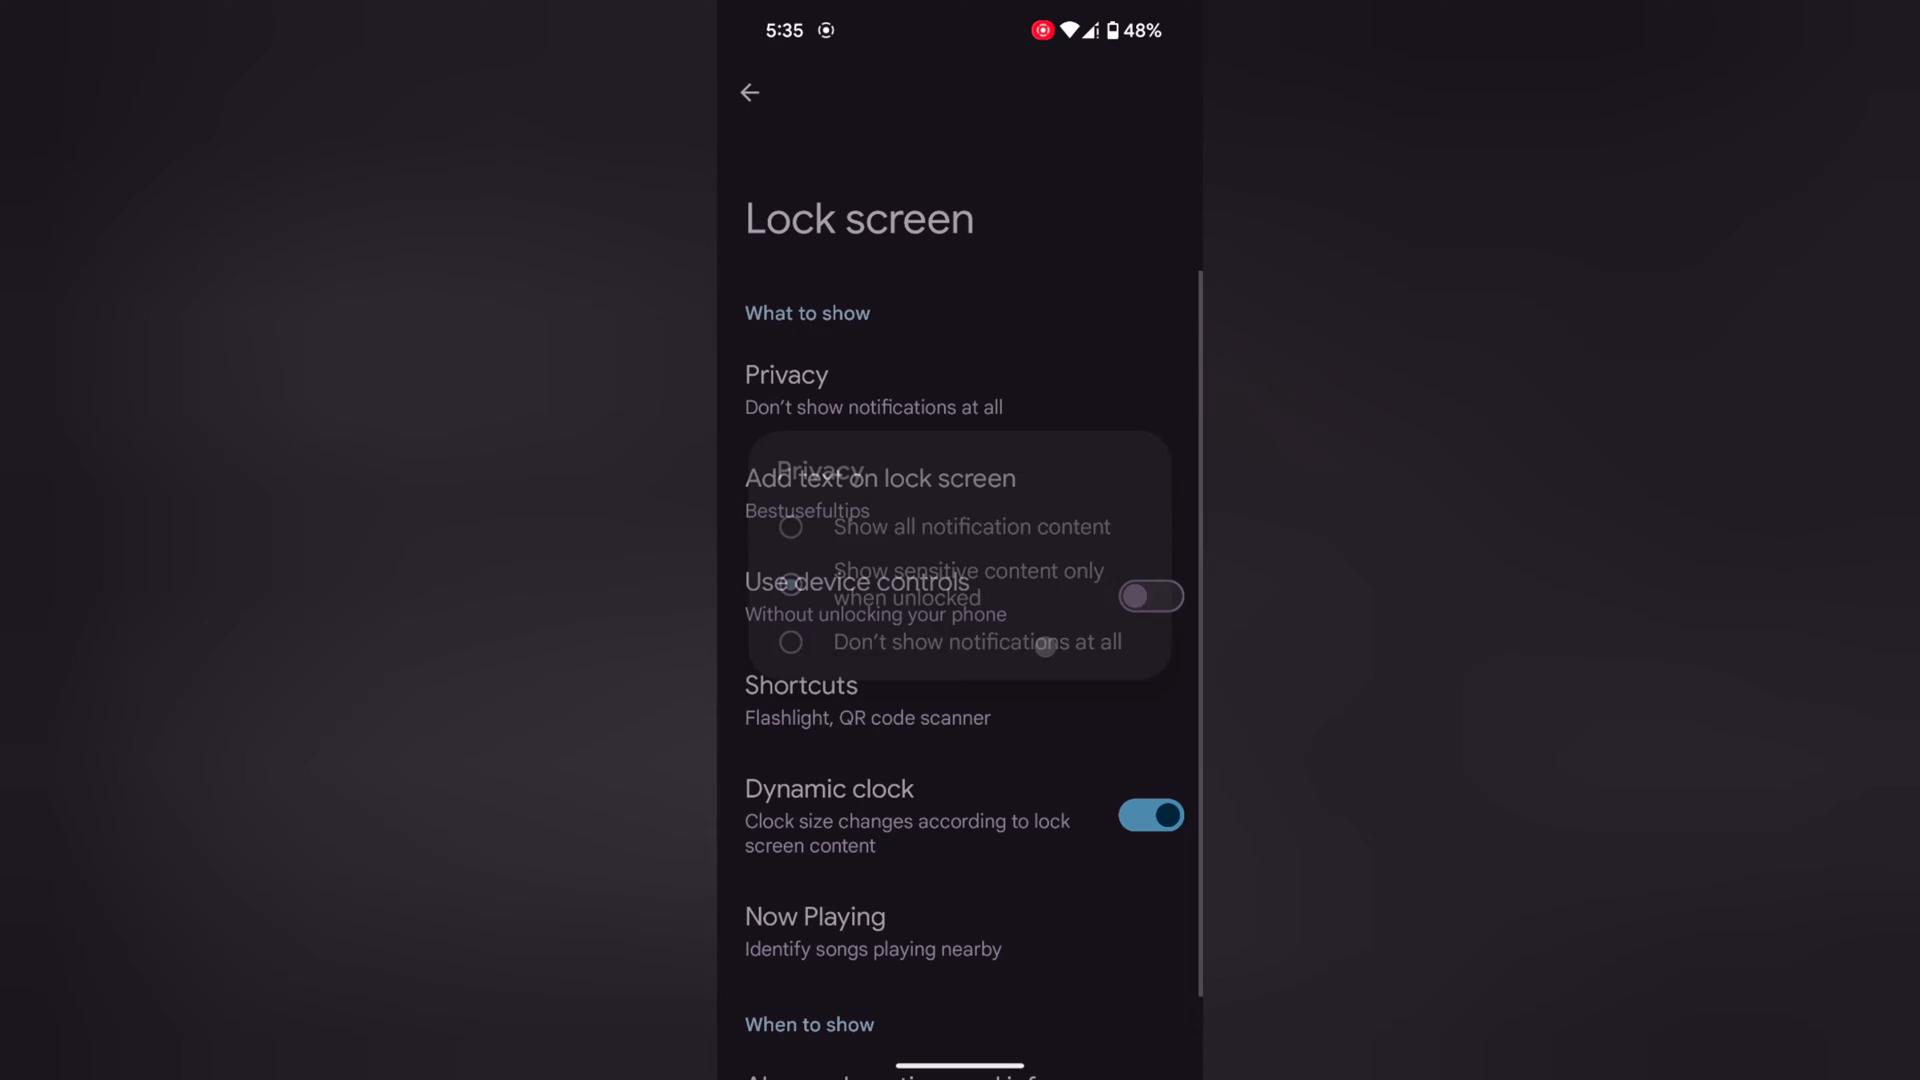 5:35
48%
Lock screen
What to show
Privacy
Don’t show notifications at all
Privacy
Add text on lock screen
Bestusefultips
Show all notification content
Show sensitive content only
when unlocked
Use device controls
Without unlocking your phone
Don’t show notifications at all
Shortcuts
Flashlight, QR code scanner
Dynamic clock
Clock size changes according to lock
screen content
Now Playing
Identify songs playing nearby
When to show